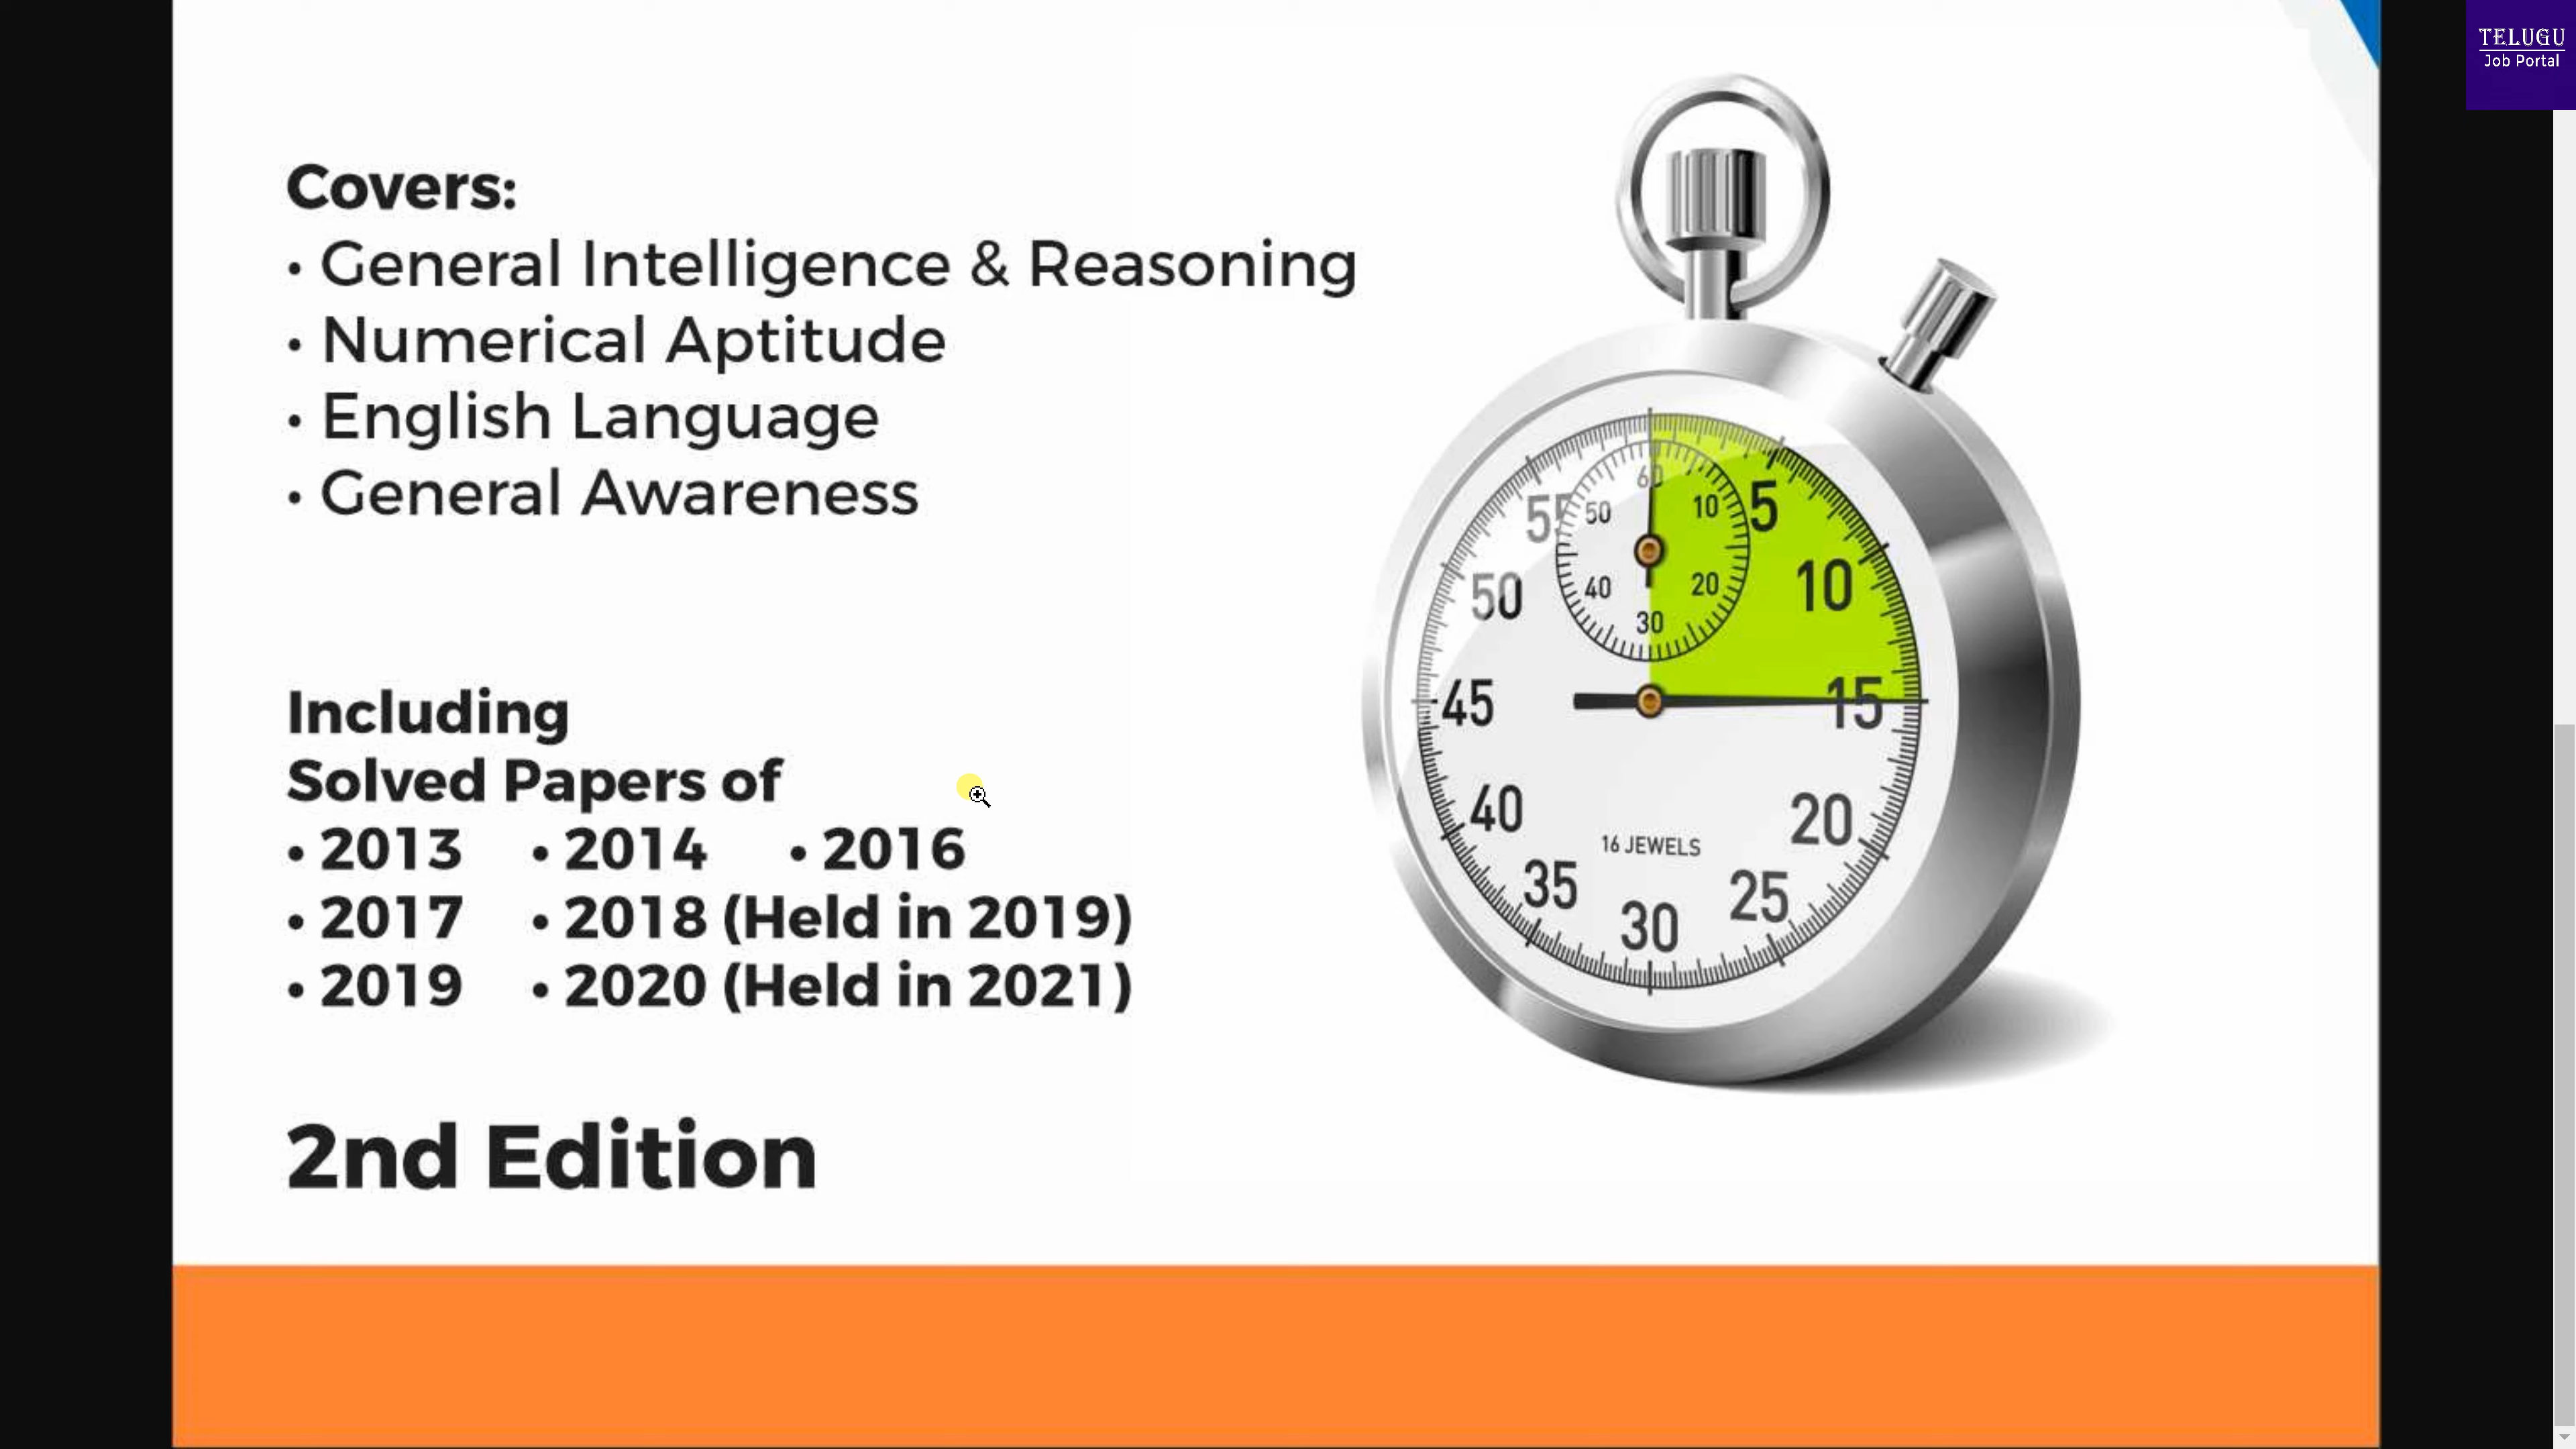 TELUGU
Job Portal
Covers:
• General Intelligence & Reasoning
• Numerical Aptitude
• English Language
• General Awareness
Including
Solved Papers of
• 2013 • 2014 • 2016
• 2017 • 2018 (Held in 2019)
• 2019 • 2020 (Held in 2021)
2nd Edition
60
55 50 10 5
50 40 20 10
30
45 15
40 20
16 JEWELS
35 25
30